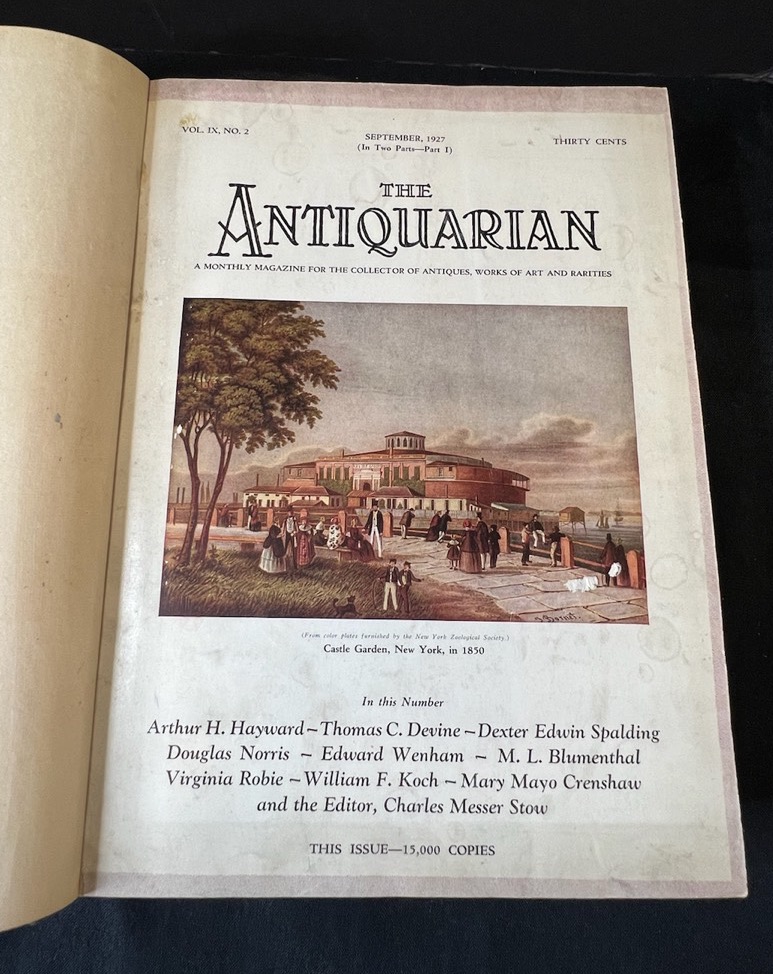 VOL. IX, NO. 2
SEPTEMBER, 1927
(In Two Parts—Part I)
THIRTY CENTS
THE
ANTIQUARIAN
A MONTHLY MAGAZINE FOR THE COLLECTOR OF ANTIQUES, WORKS OF ART AND RARITIES
(From color plates furnished by the New York Zoological Society.)
Castle Garden, New York, in 1850
In this Number
Arthur H. Hayward—Thomas C. Devine—Dexter Edwin Spalding
Douglas Norris — Edward Wenham — M. L. Blumenthal
Virginia Robie—William F. Koch—Mary Mayo Crenshaw
and the Editor, Charles Messer Stow
THIS ISSUE—15,000 COPIES